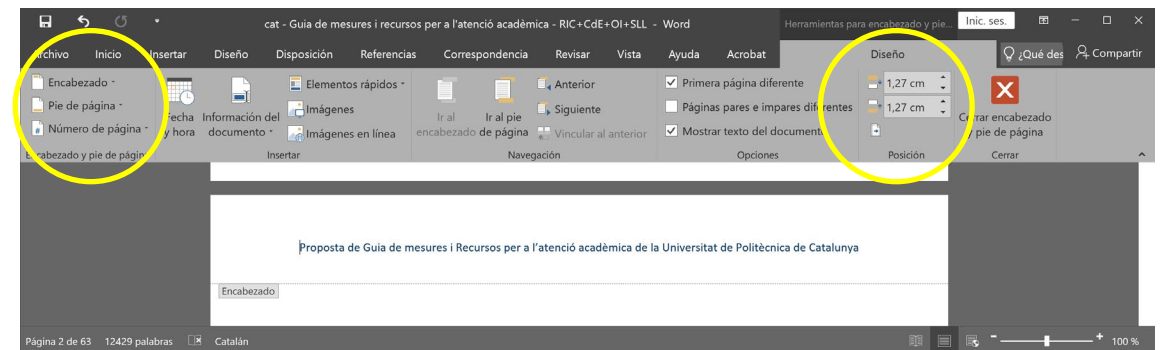 cat - Guia de mesures i recursos per a l'atenció acadèmica - RIC+CdE+OI+SLL - Word
Herramientas para encabezado y pie...
Inic. ses.
Archivo Inicio Insertar Diseño Disposición Referencias Correspondencia Revisar Vista Ayuda Acrobat Diseño ¿Qué des Compartir
Encabezado
Pie de página
Número de página
Encabezado y pie de página
Fecha y hora
Información del
documento
Elementos rápidos
Imágenes
Imágenes en línea
Insertar
Ir al
encabezado
Ir al pie
de página
Anterior
Siguiente
Vincular al anterior
Navegación
Primera página diferente
Páginas pares e impares diferentes
Mostrar texto del documento
Opciones
1,27 cm
1,27 cm
Posición
Cerrar encabezado
y pie de página
Cerrar
Proposta de Guia de mesures i Recursos per a l'atenció acadèmica de la Universitat de Politècnica de Catalunya
Encabezado
Página 2 de 63 12429 palabras Catalán 100 %